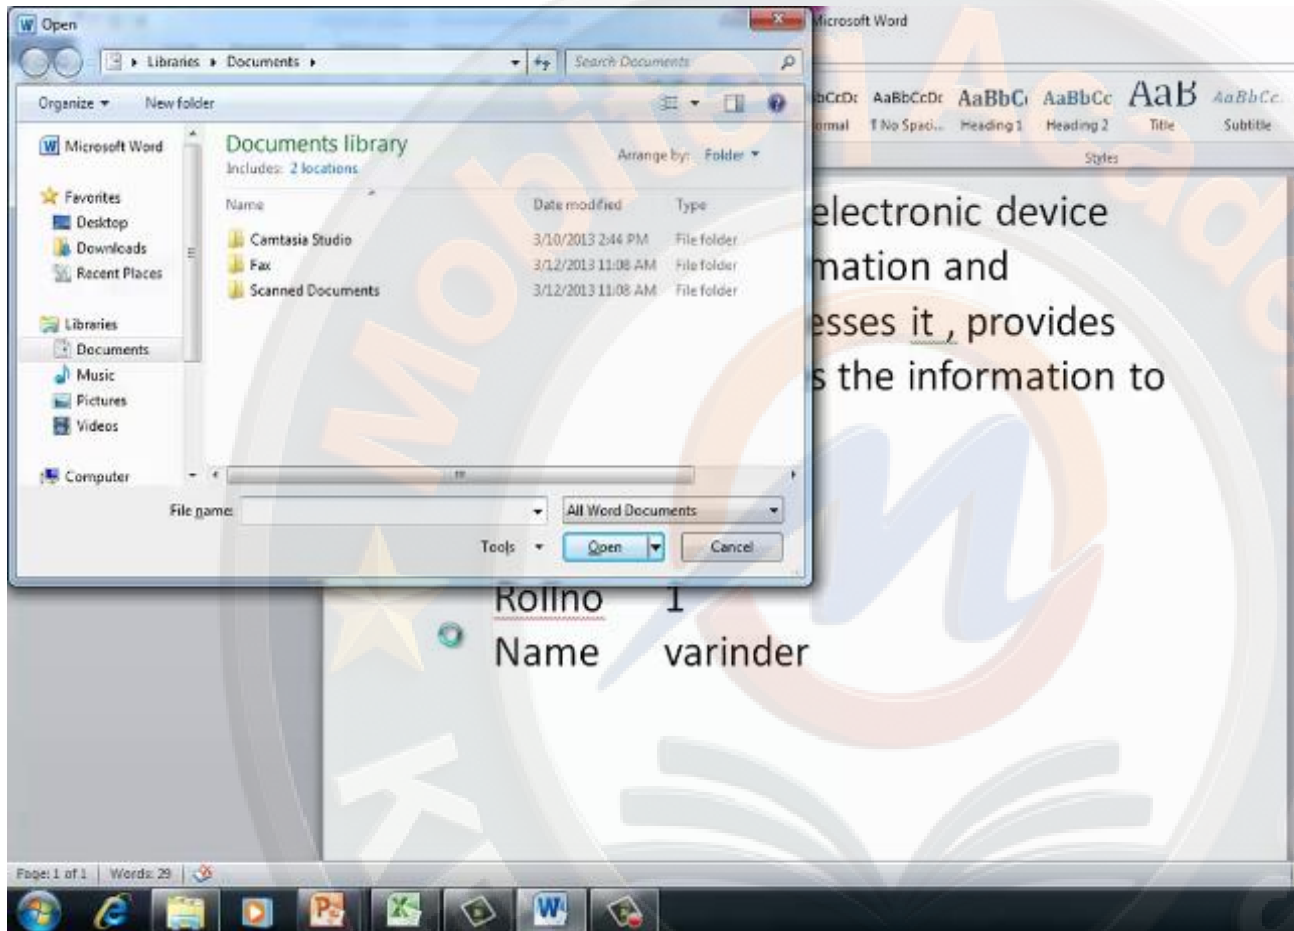 Open
Microsoft Word
Libraries Documents
Search Documents
Organize New folder
AaBbCcDc AaBbCc AaBbCc AaB AaBbCc.
T No Spaci... Heading 1 Heading 2 Title Subtitle
Styles
Microsoft Word
Favorites
Desktop
Downloads
Recent Places
Libraries
Documents
Music
Pictures
Videos
Computer
Documents library
Includes: 2 locations
Arrange by: Folder
Name Date modified Type
Camtasia Studio 3/10/2013 2:44 PM File folder
Fax 3/12/2013 11:08 AM File folder
Scanned Documents 3/12/2013 11:08 AM File folder
File name:
All Word Documents
Tools Open Cancel
electronic device
mation and
esses it , provides
s the information to
Rollno 1
Name varinder
Page: 1 of 1 Words: 29
Mobitech Acade